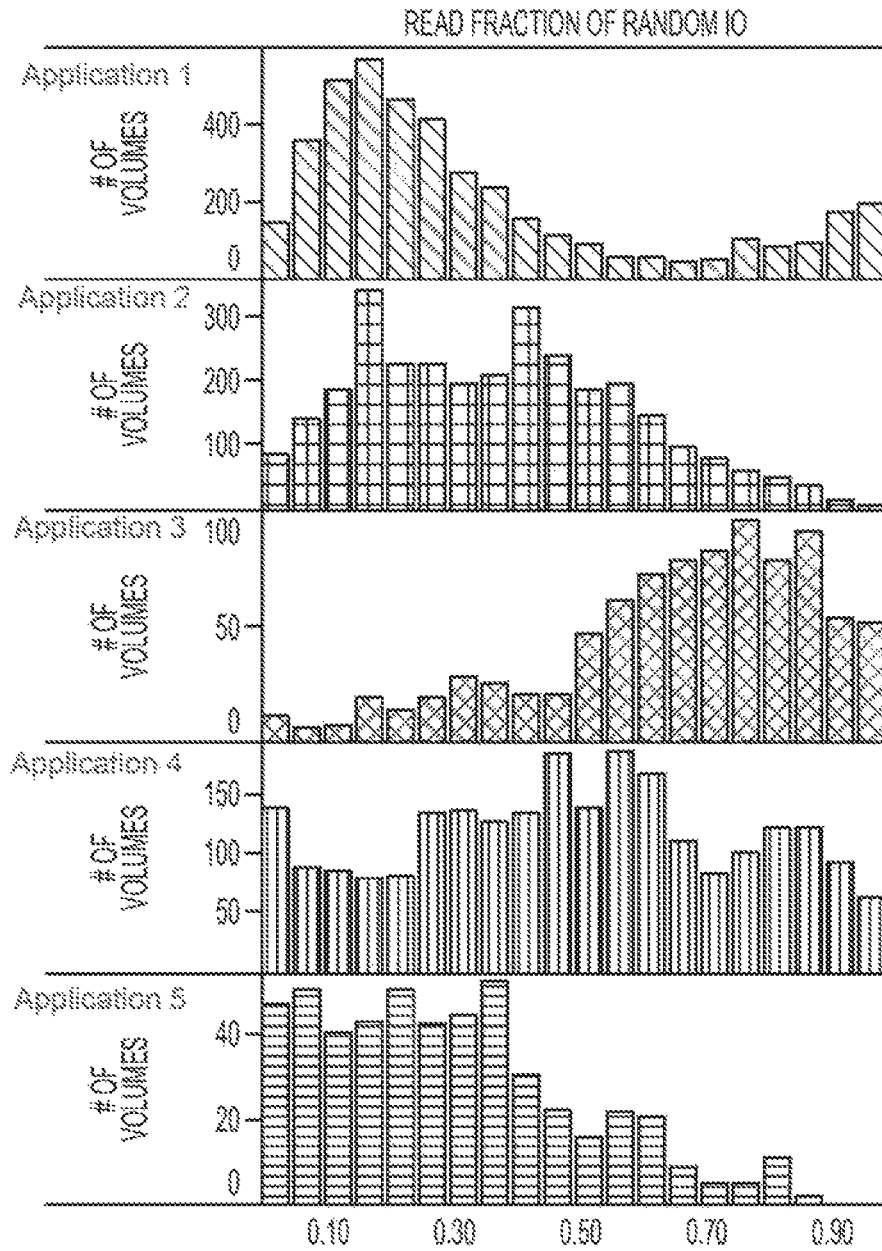 READ FRACTION OF RANDOM IO
Application 1
# OF
VOLUMES
400
200
0
Application 2
# OF
VOLUMES
300
200
100
Application 3
# OF
VOLUMES
100
50
0
Application 4
# OF
VOLUMES
150
100
50
Application 5
# OF
VOLUMES
40
20
0
0.10 0.30 0.50 0.70 0.90